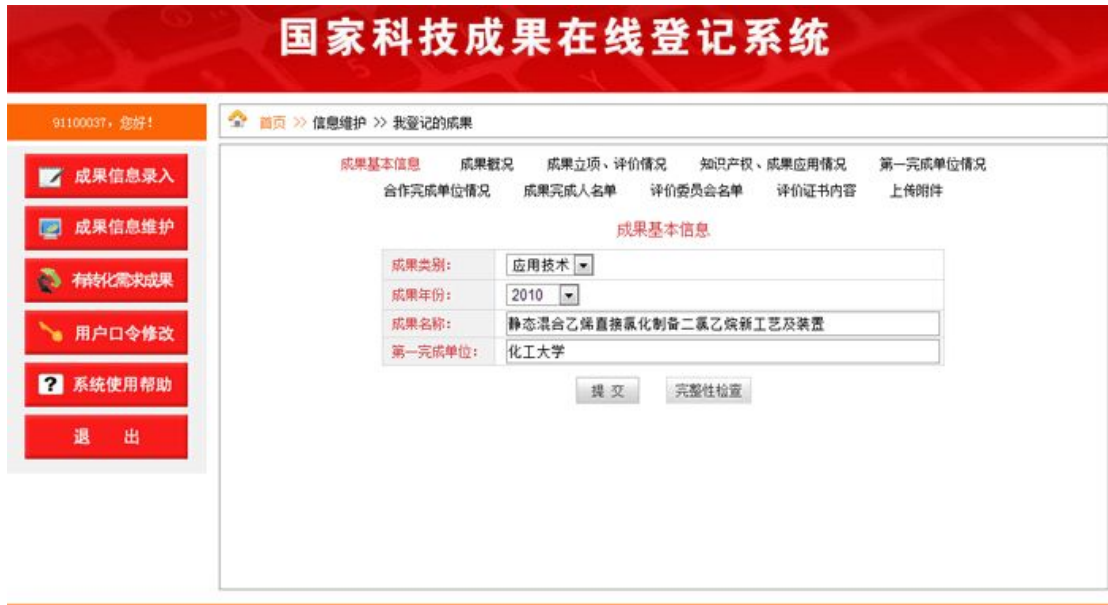 国家科技成果在线登记系统
91100037，您好！
首页 >> 信息维护 >> 我登记的成果
成果信息录入
成果信息维护
有转化需求成果
用户口令修改
系统使用帮助
退 出
成果基本信息 成果概况 成果立项、评价情况 知识产权、成果应用情况 第一完成单位情况
合作完成单位情况 成果完成人名单 评价委员会名单 评价证书内容 上传附件
成果基本信息
成果类别： 应用技术
成果年份： 2010
成果名称： 静态混合乙烯直接氯化制备二氯乙烷新工艺及装置
第一完成单位： 化工大学
提 交 完整性检查